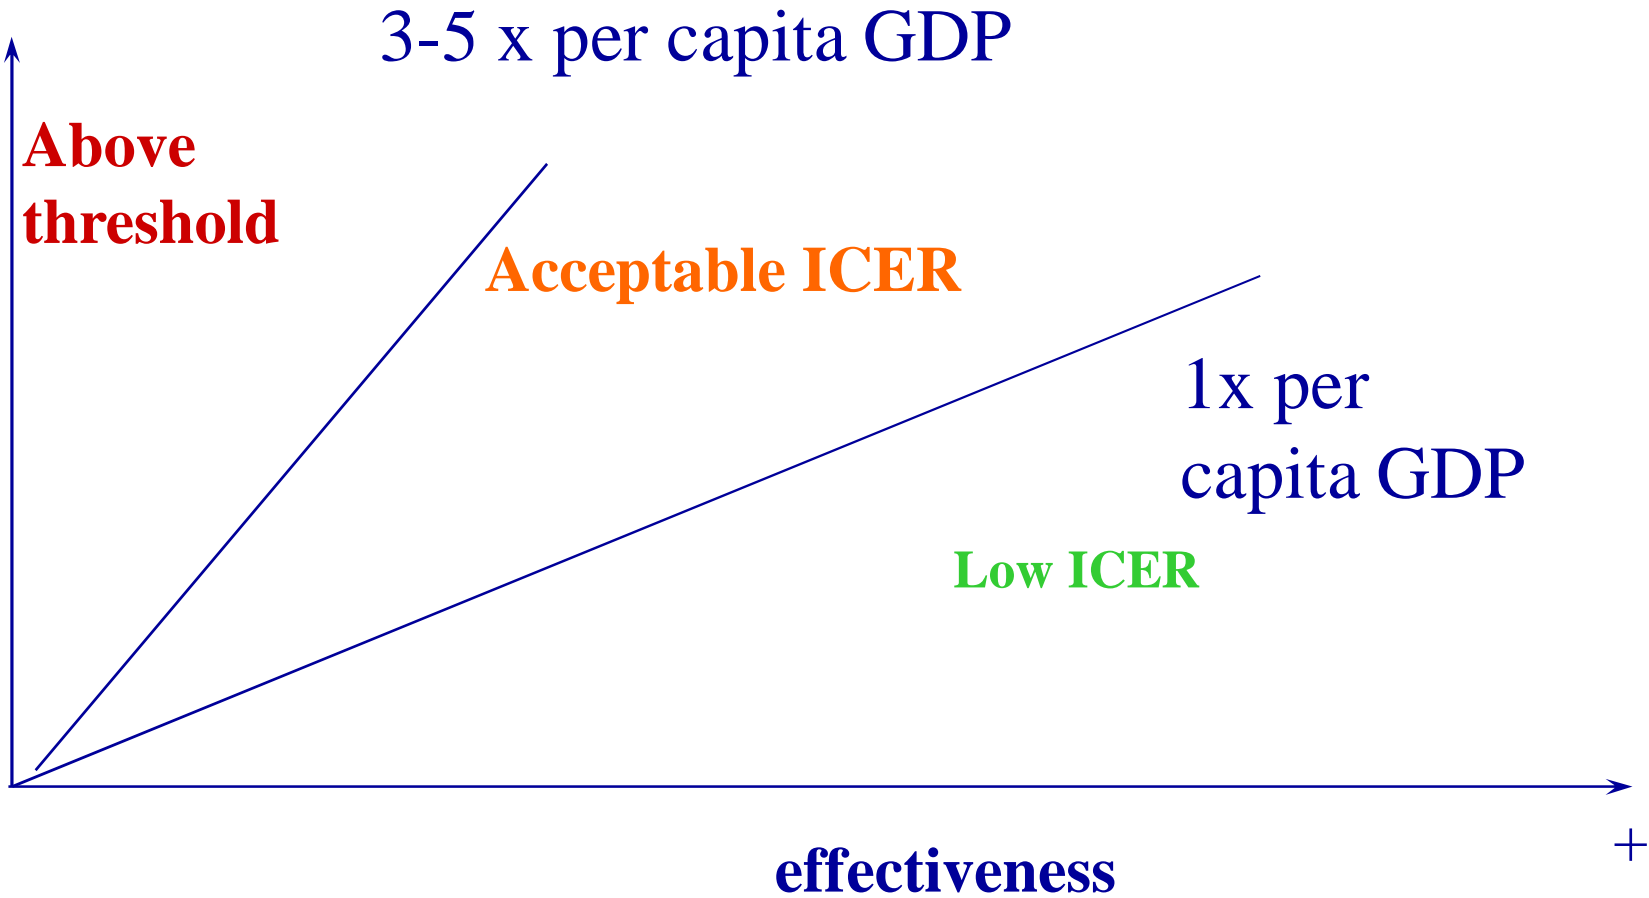 3-5 x per capita GDP
Above
threshold
Acceptable ICER
1x per
capita GDP
Low ICER
+
effectiveness